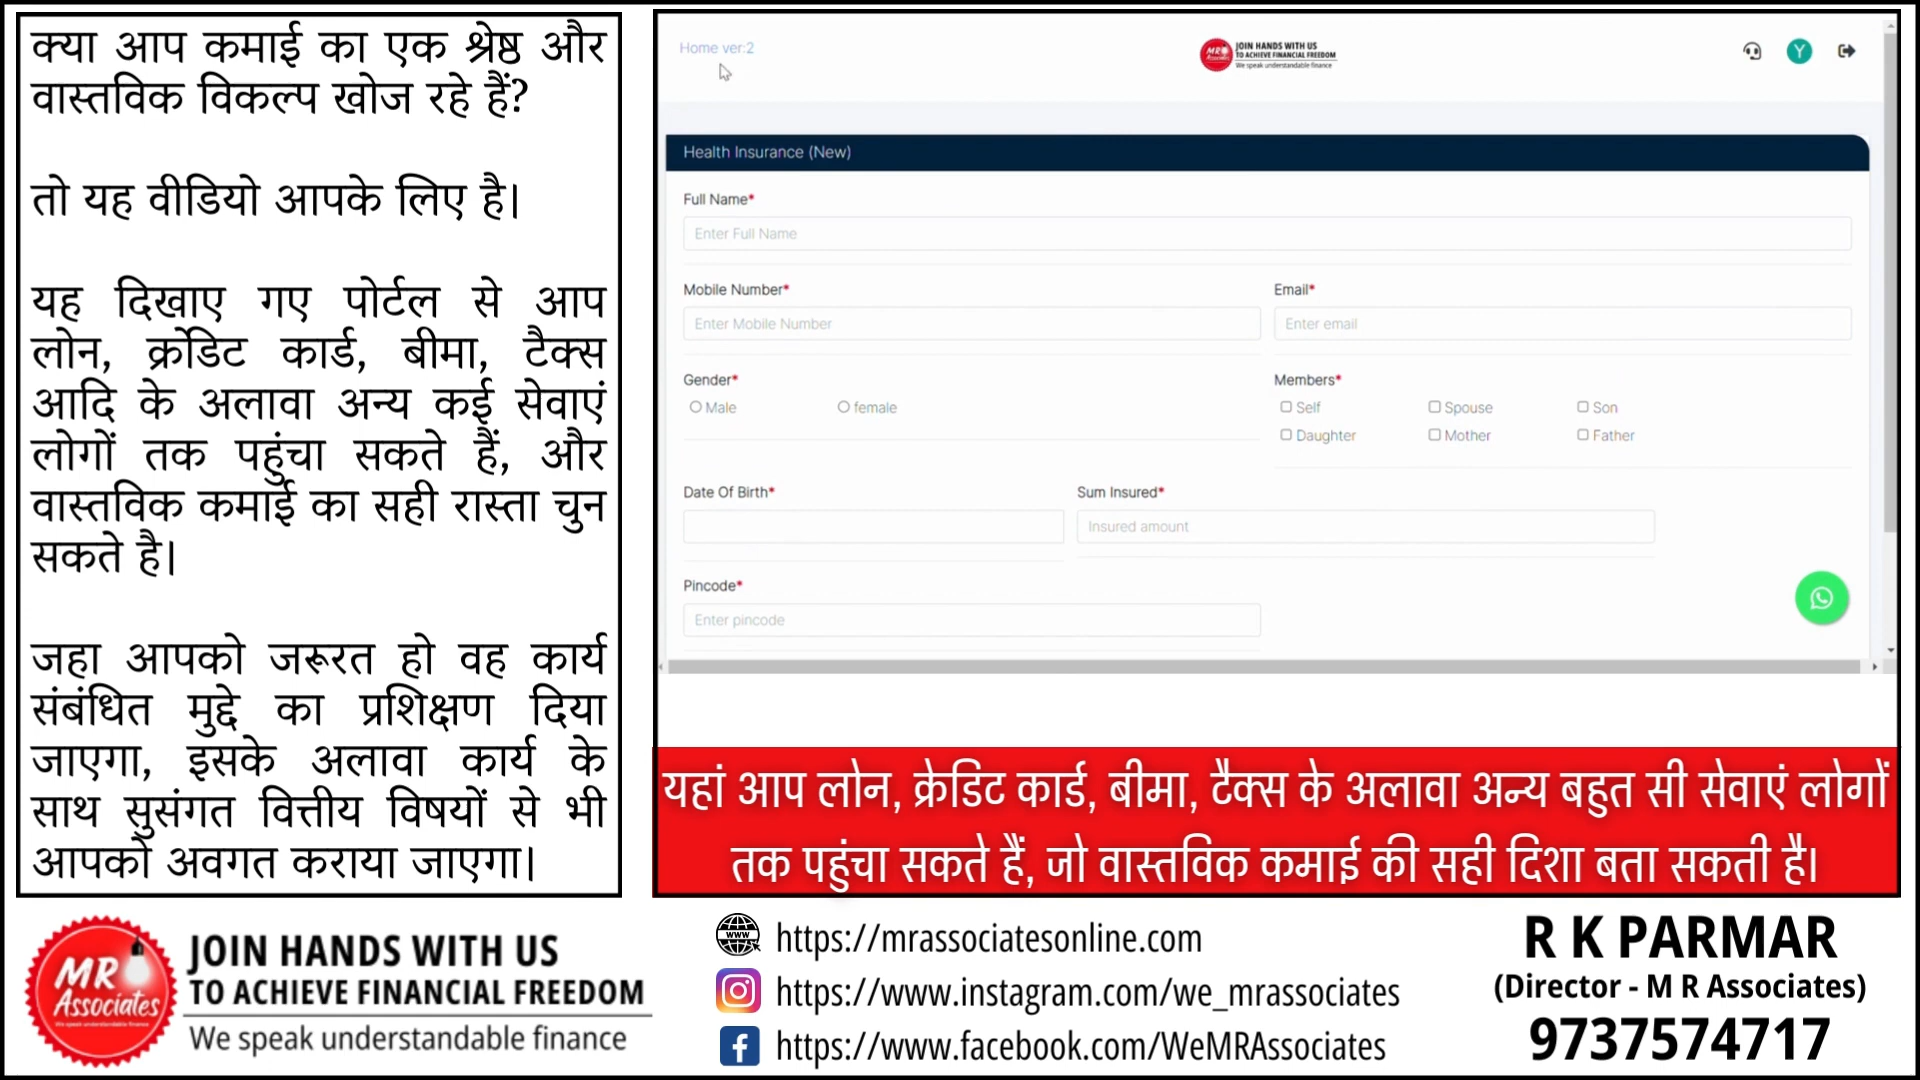 क्या आप कमाई का एक श्रेष्ठ और
वास्तविक विकल्प खोज रहे हैं?
तो यह वीडियो आपके लिए है।
यह दिखाए गए पोर्टल से आप
लोन, क्रेडिट कार्ड, बीमा, टैक्स
आदि के अलावा अन्य कई सेवाएं
लोगों तक पहुंचा सकते हैं, और
वास्तविक कमाई का सही रास्ता चुन
सकते है।
जहा आपको जरूरत हो वह कार्य
संबंधित मुद्दे का प्रशिक्षण दिया
जाएगा, इसके अलावा कार्य के
साथ सुसंगत वित्तीय विषयों से भी
आपको अवगत कराया जाएगा।
Home ver:2
MR Associates
JOIN HANDS WITH US
TO ACHIEVE FINANCIAL FREEDOM
We speak understandable finance
Y
Health Insurance (New)
Full Name*
Enter Full Name
Mobile Number* Email*
Enter Mobile Number Enter email
Gender* Members*
Male female Self Spouse Son
Daughter Mother Father
Date Of Birth* Sum Insured*
Insured amount
Pincode*
Enter pincode
यहां आप लोन, क्रेडिट कार्ड, बीमा, टैक्स के अलावा अन्य बहुत सी सेवाएं लोगों
तक पहुंचा सकते हैं, जो वास्तविक कमाई की सही दिशा बता सकती है।
MR
Associates
We speak understandable finance
JOIN HANDS WITH US
TO ACHIEVE FINANCIAL FREEDOM
We speak understandable finance
www
https://mrassociatesonline.com
https://www.instagram.com/we_mrassociates
https://www.facebook.com/WeMRAssociates
R K PARMAR
(Director - M R Associates)
9737574717